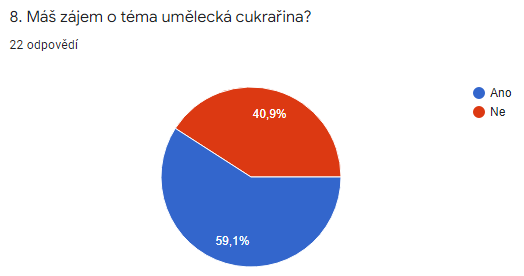 8. Máš zájem o téma umělecká cukrařina?
22 odpovědí
Ano
Ne
40,9%
59,1%